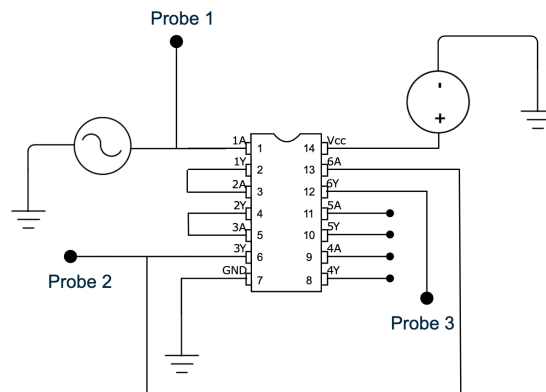 Probe 1
-
+
1A 1 14 Vcc
1Y 2 13 6A
2A 3 12 6Y
2Y 4 11 5A
3A 5 10 5Y
3Y 6 9 4A
GND 7 8 4Y
Probe 2
Probe 3